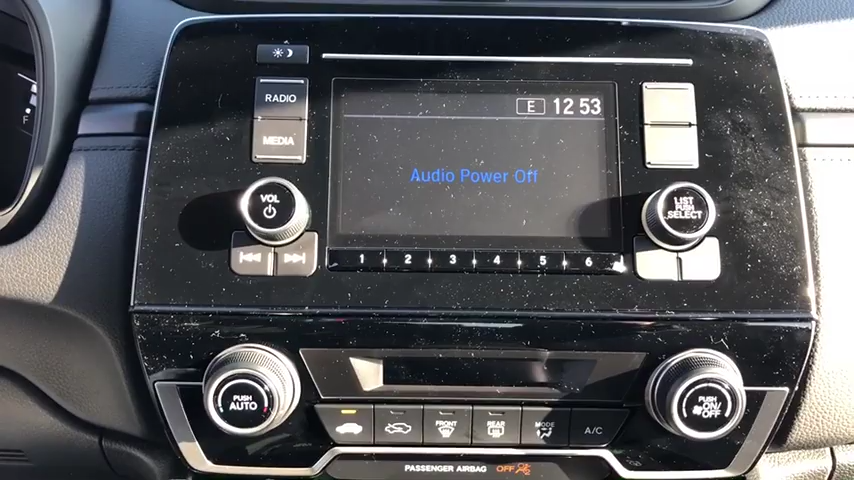 RADIO
E 12:53
MEDIA
Audio Power Off
VOL
LIST
PUSH
SELECT
1 2 3 4 5 6
F
PUSH
AUTO
PUSH
ON/
OFF
FRONT
REAR
MODE
A/C
PASSENGER AIRBAG OFF